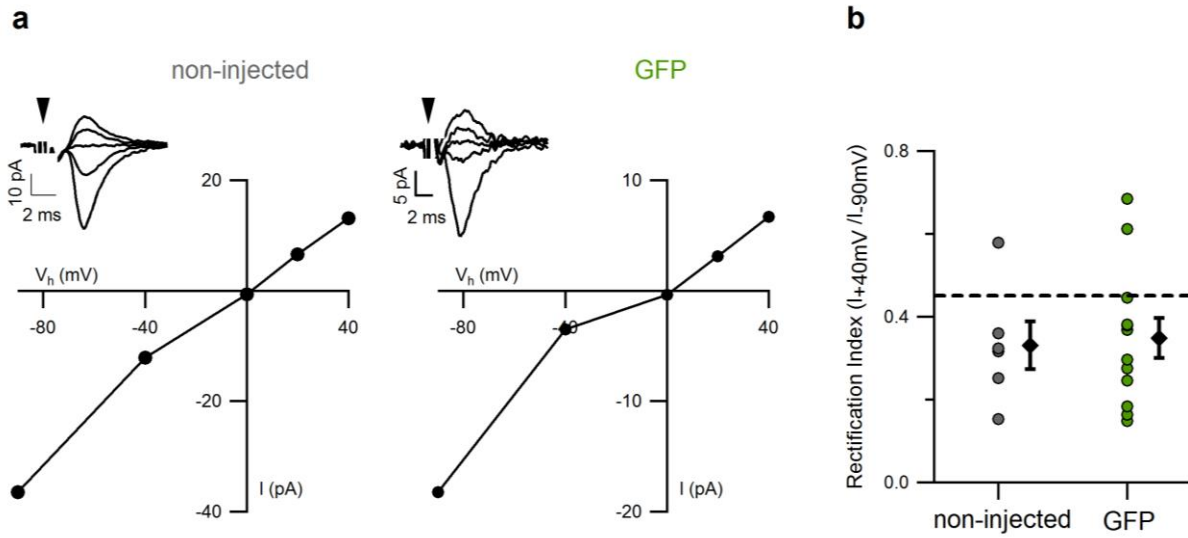 a
b
non-injected
GFP
10 pA
2 ms
5 pA
2 ms
20
10
V_h (mV)
V_h (mV)
-80
-40
40
-80
-40
40
-20
-10
-40
-20
I (pA)
I (pA)
Rectification Index (I+40mV /I-90mV)
0.8
0.4
0.0
non-injected
GFP